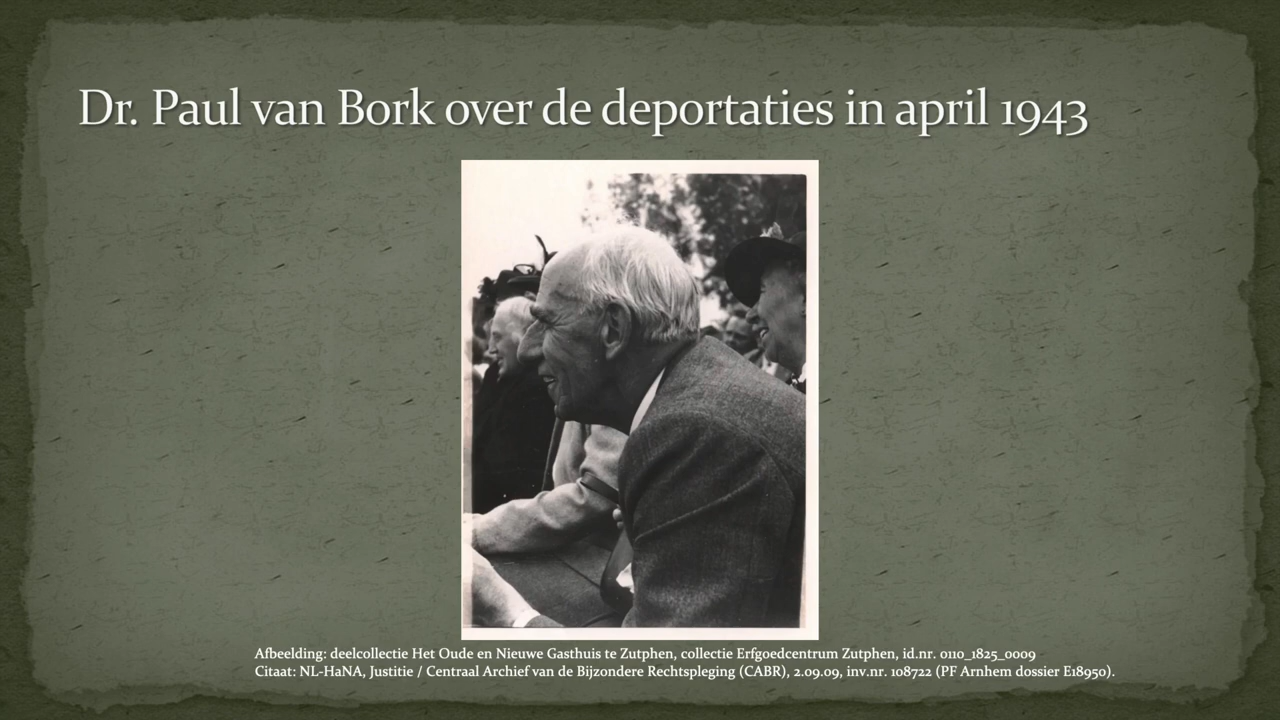 Dr. Paul van Bork over de deportaties in april 1943
Afbeelding: deelcollectie Het Oude en Nieuwe Gasthuis te Zutphen, collectie Erfgoedcentrum Zutphen, id.nr. 0110_1825_0009
Citaat: NL-HaNA, Justitie / Centraal Archief van de Bijzondere Rechtspleging (CABR), 2.09.09, inv.nr. 108722 (PF Arnhem dossier E18950).